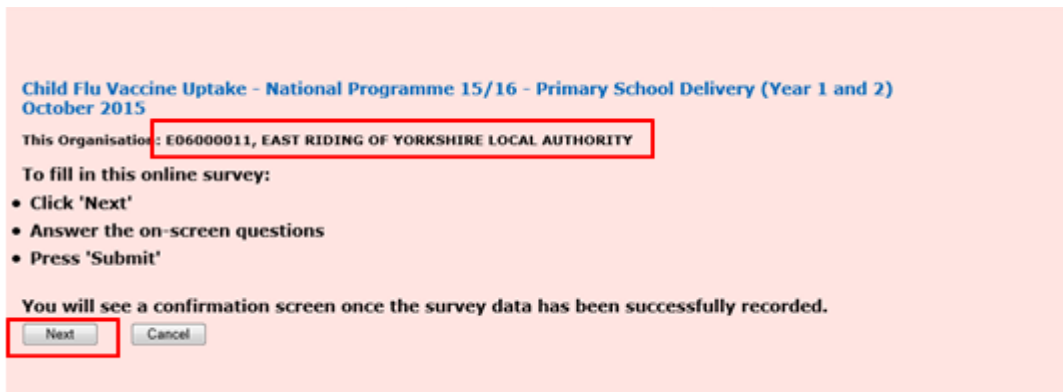 Child Flu Vaccine Uptake - National Programme 15/16 - Primary School Delivery (Year 1 and 2)
October 2015
This Organisation: E06000011, EAST RIDING OF YORKSHIRE LOCAL AUTHORITY
To fill in this online survey:
• Click 'Next'
• Answer the on-screen questions
• Press 'Submit'
You will see a confirmation screen once the survey data has been successfully recorded.
Next Cancel